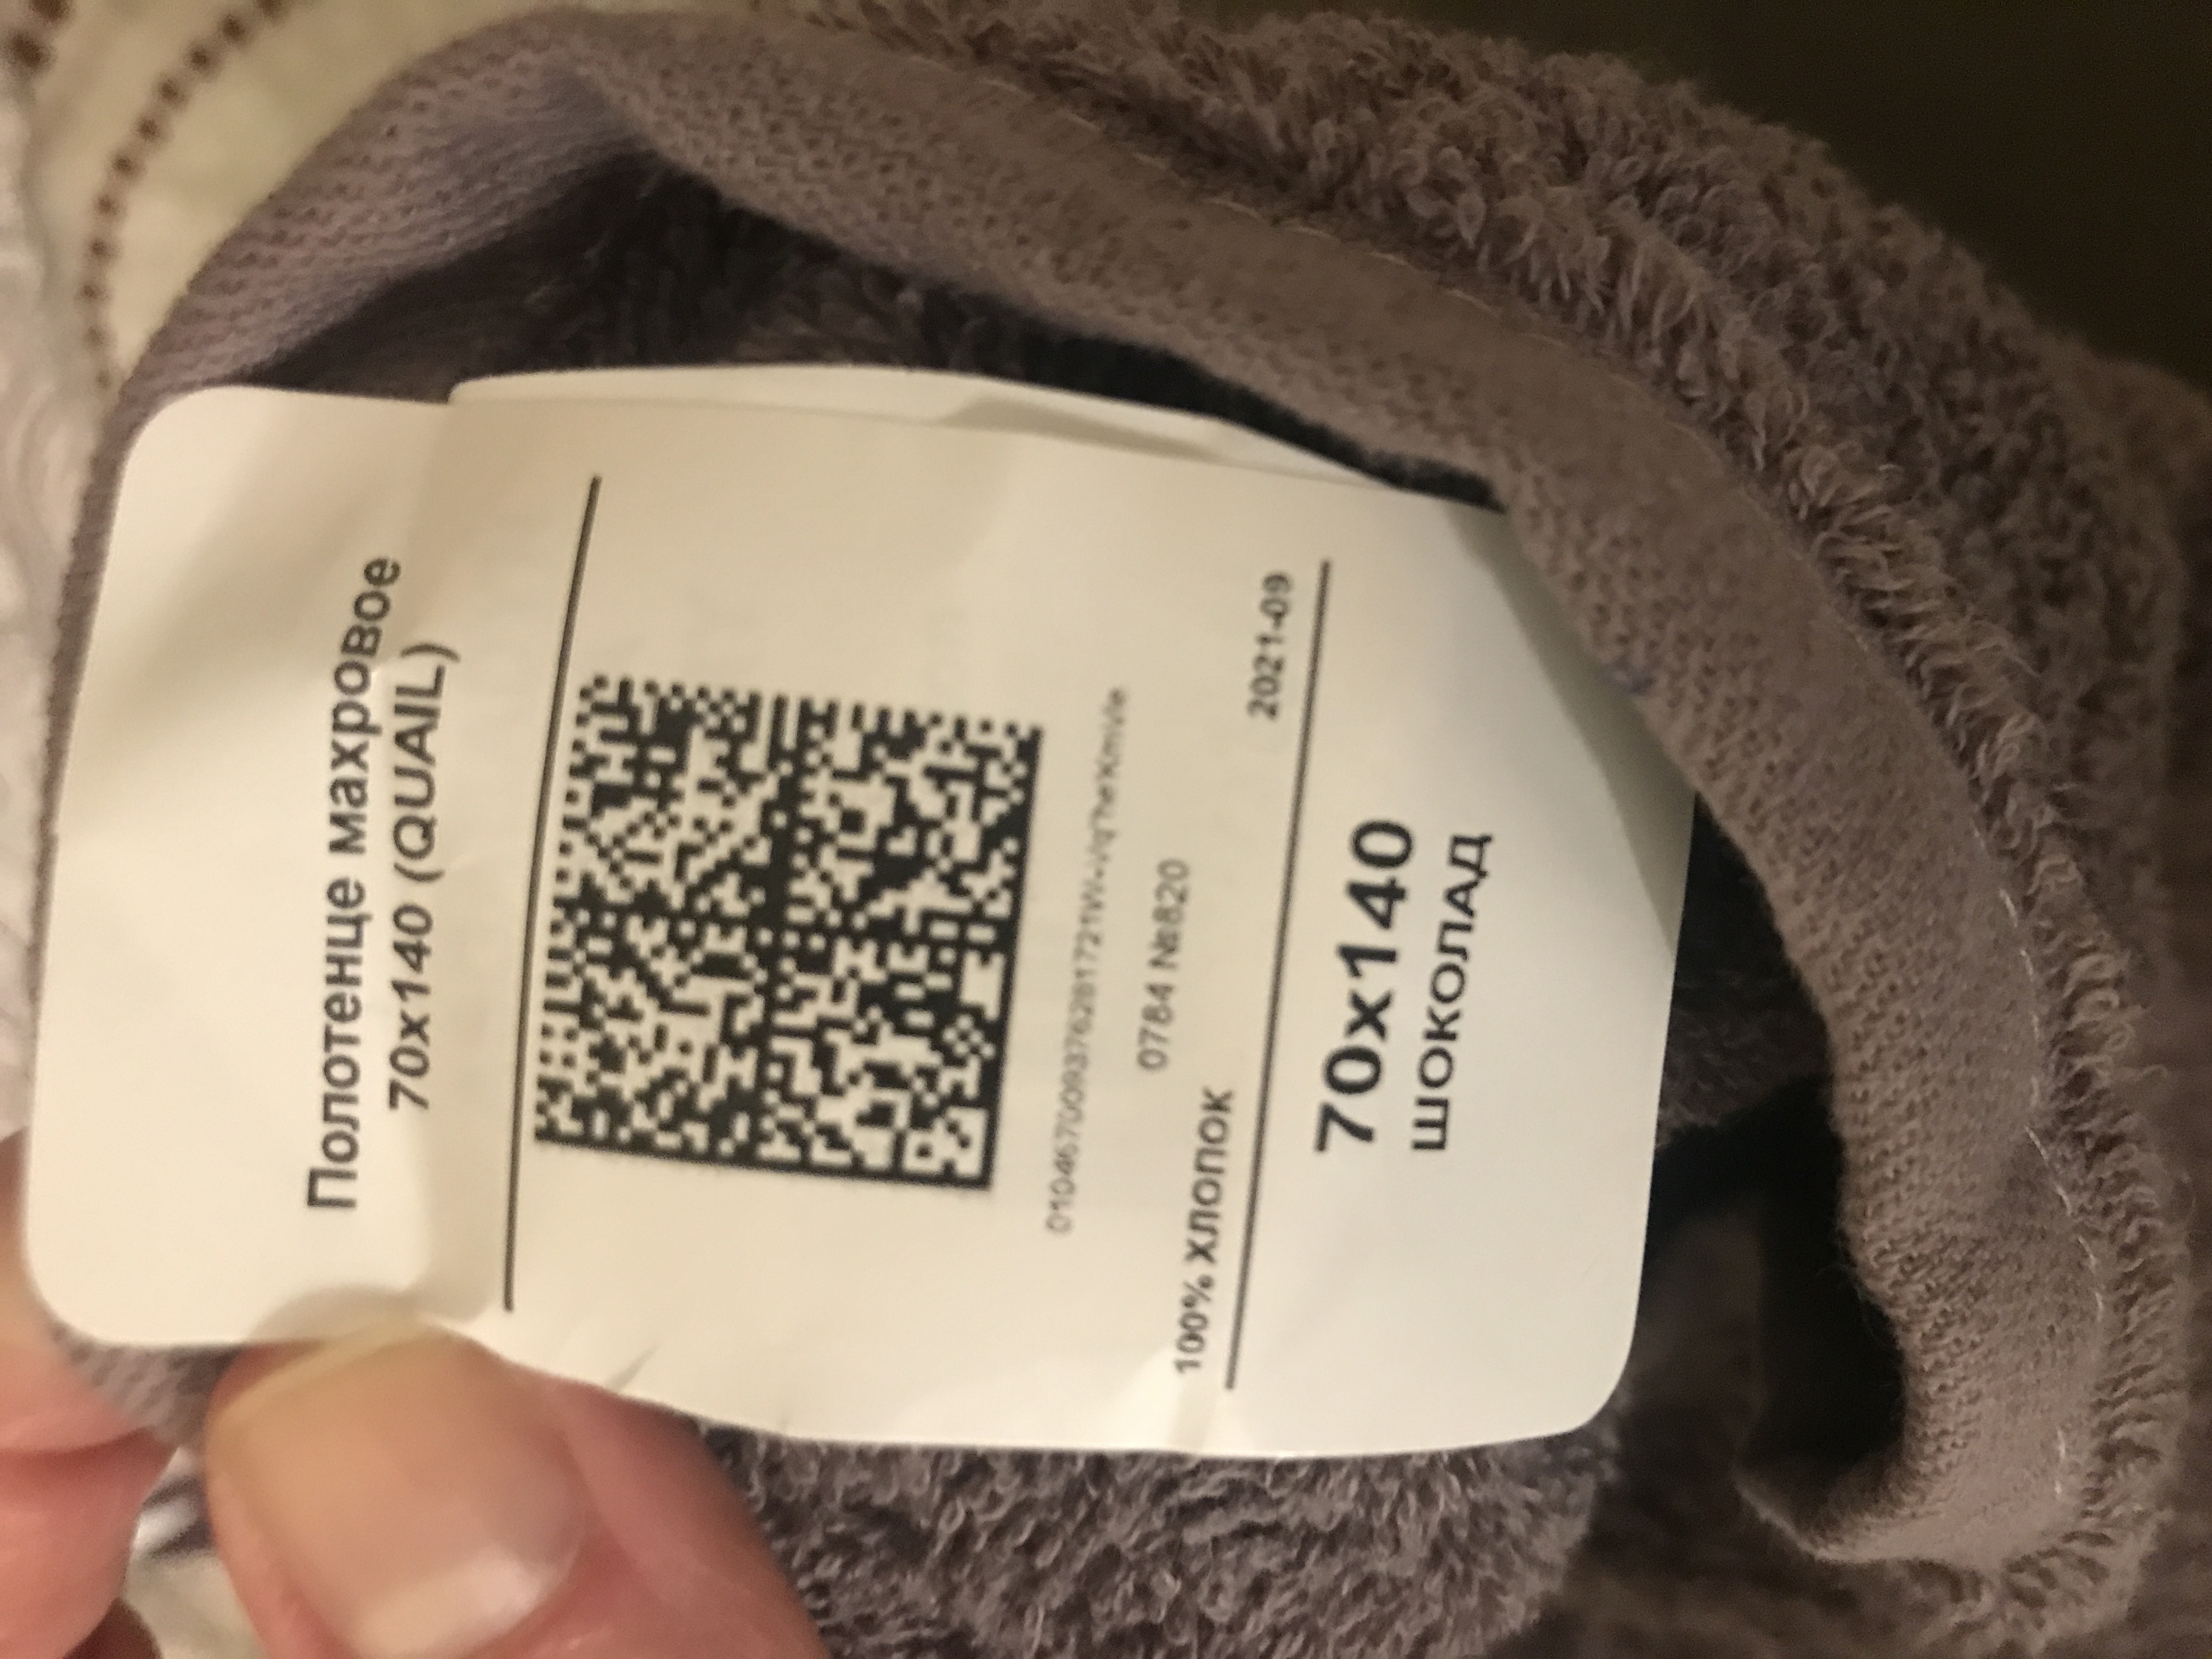 Полотенце махровое
70x140 (QUAIL)
0784 №820
100% ХЛОПОК
2021-09
70x140
ШОКОЛАД